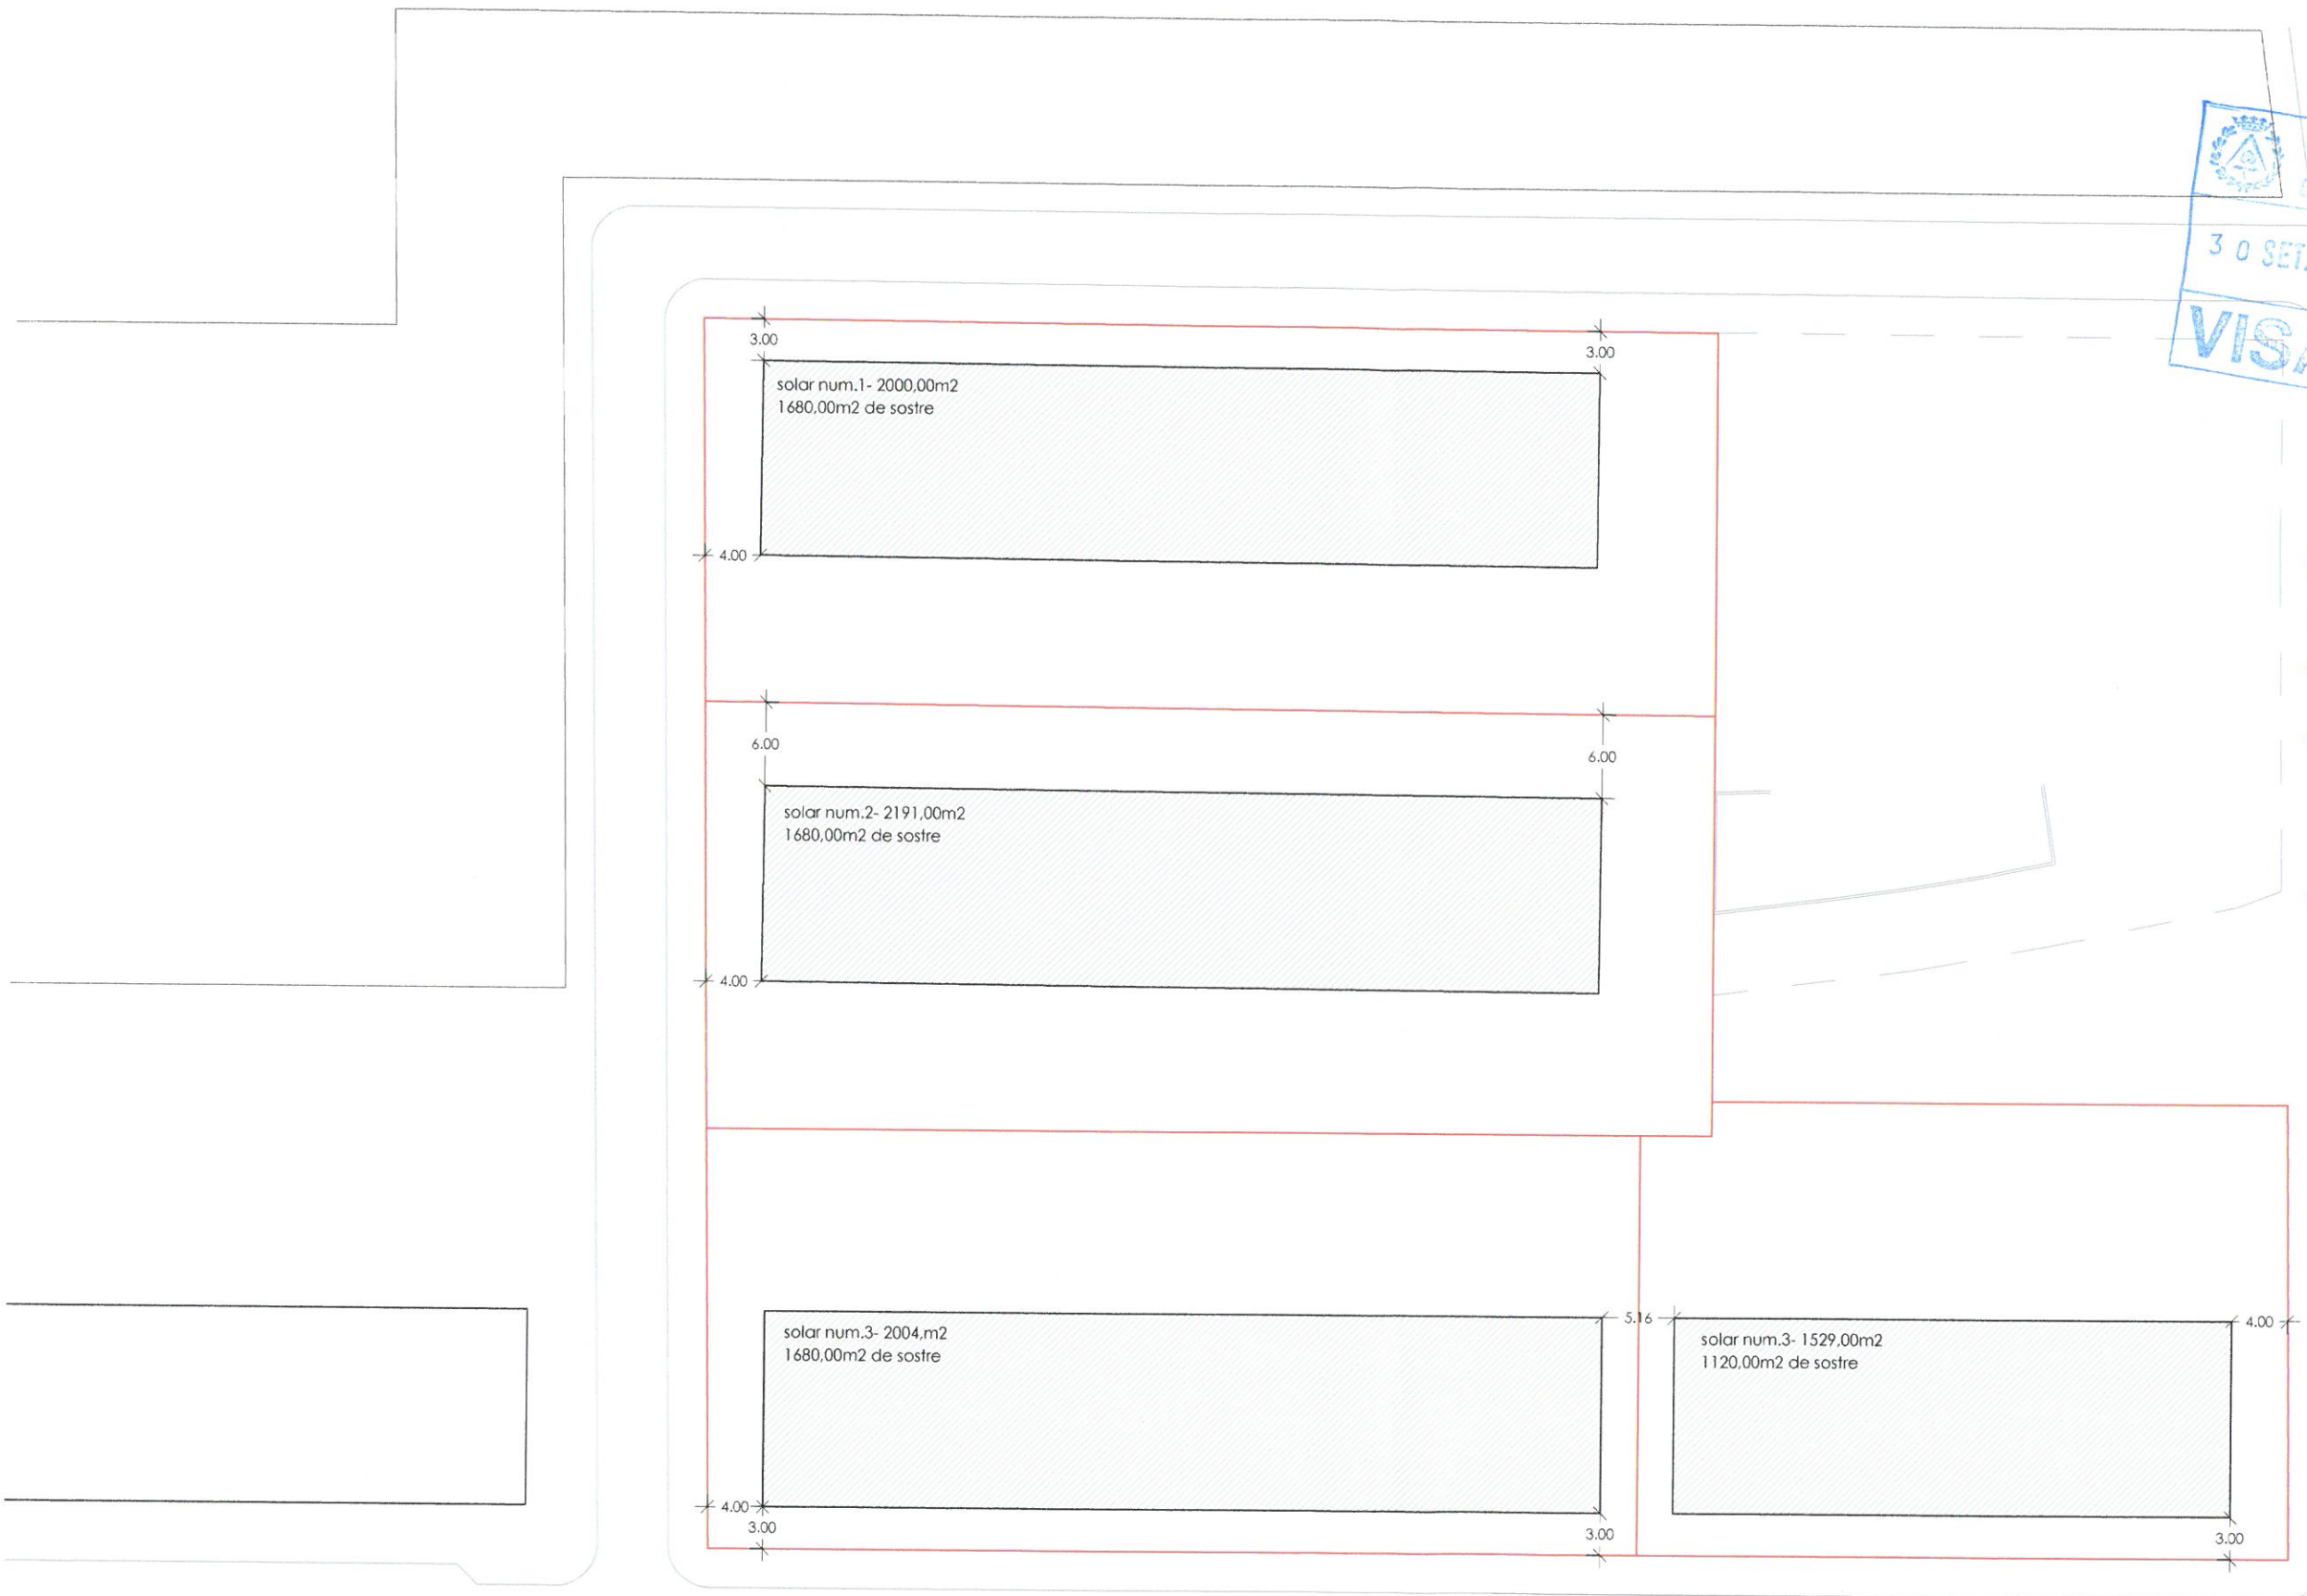 3 0 SET.
VISA
3.00
3.00
solar num.1- 2000,00m2
1680,00m2 de sostre
4.00
6.00
6.00
solar num.2- 2191,00m2
1680,00m2 de sostre
4.00
5.16
4.00
solar num.3- 2004,m2
1680,00m2 de sostre
solar num.3- 1529,00m2
1120,00m2 de sostre
4.00
3.00
3.00
3.00